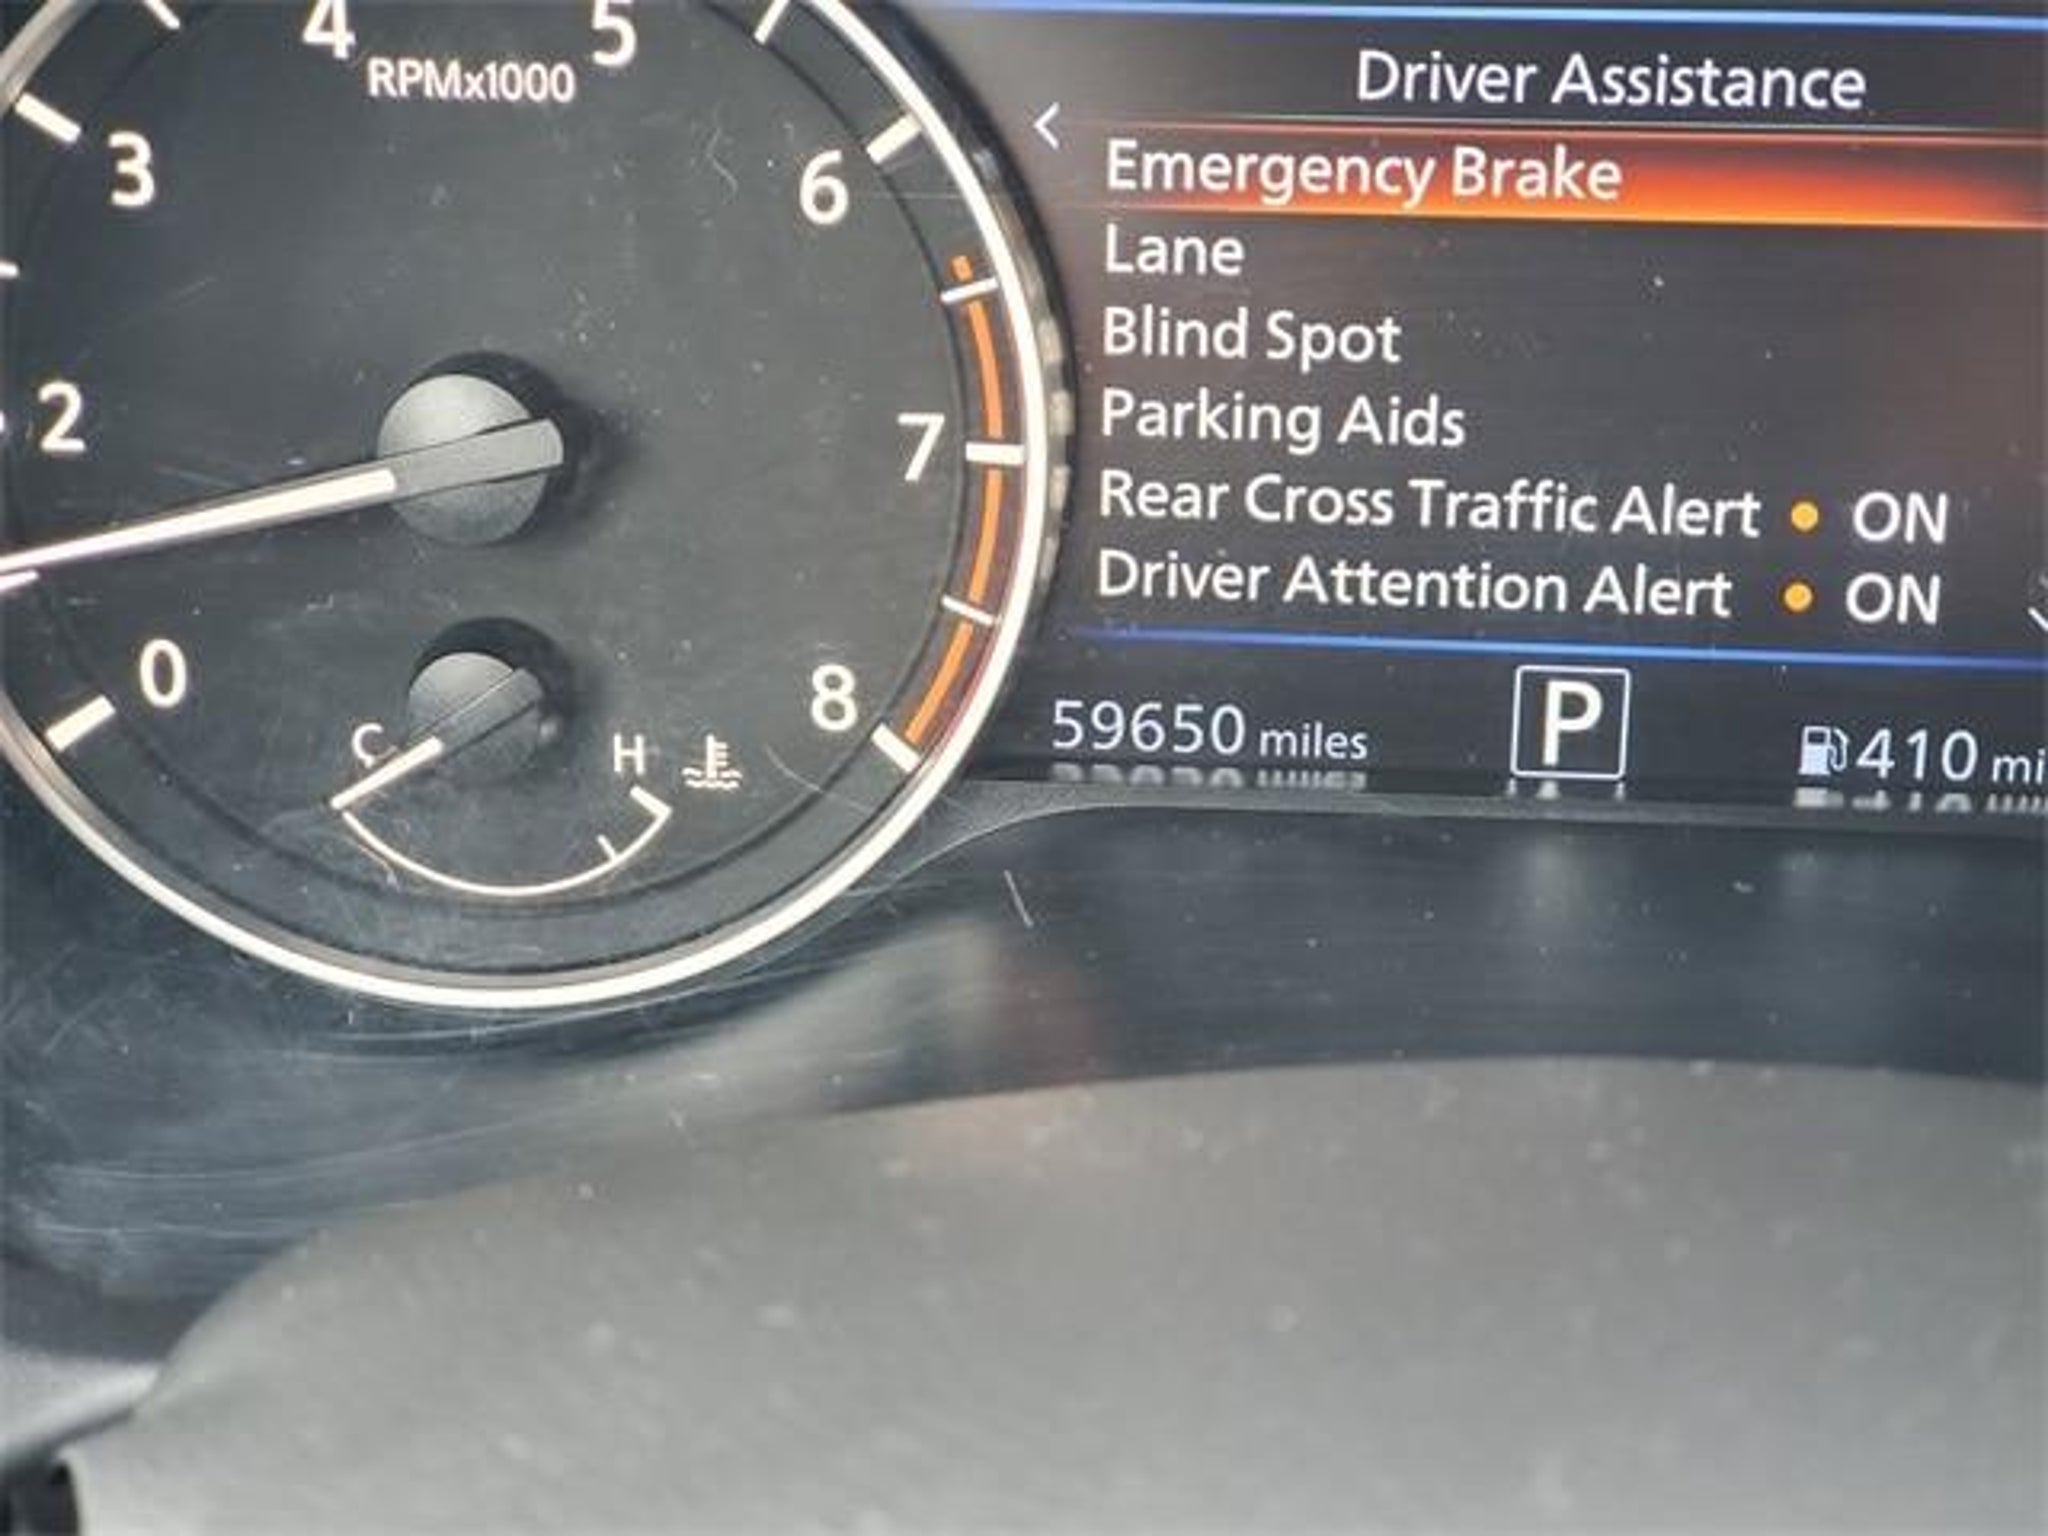 4
5
RPMx1000
3
6
2
7
0
8
C
H
Driver Assistance
Emergency Brake
Lane
Blind Spot
Parking Aids
Rear Cross Traffic Alert ON
Driver Attention Alert ON
59650 miles
P
410 mi